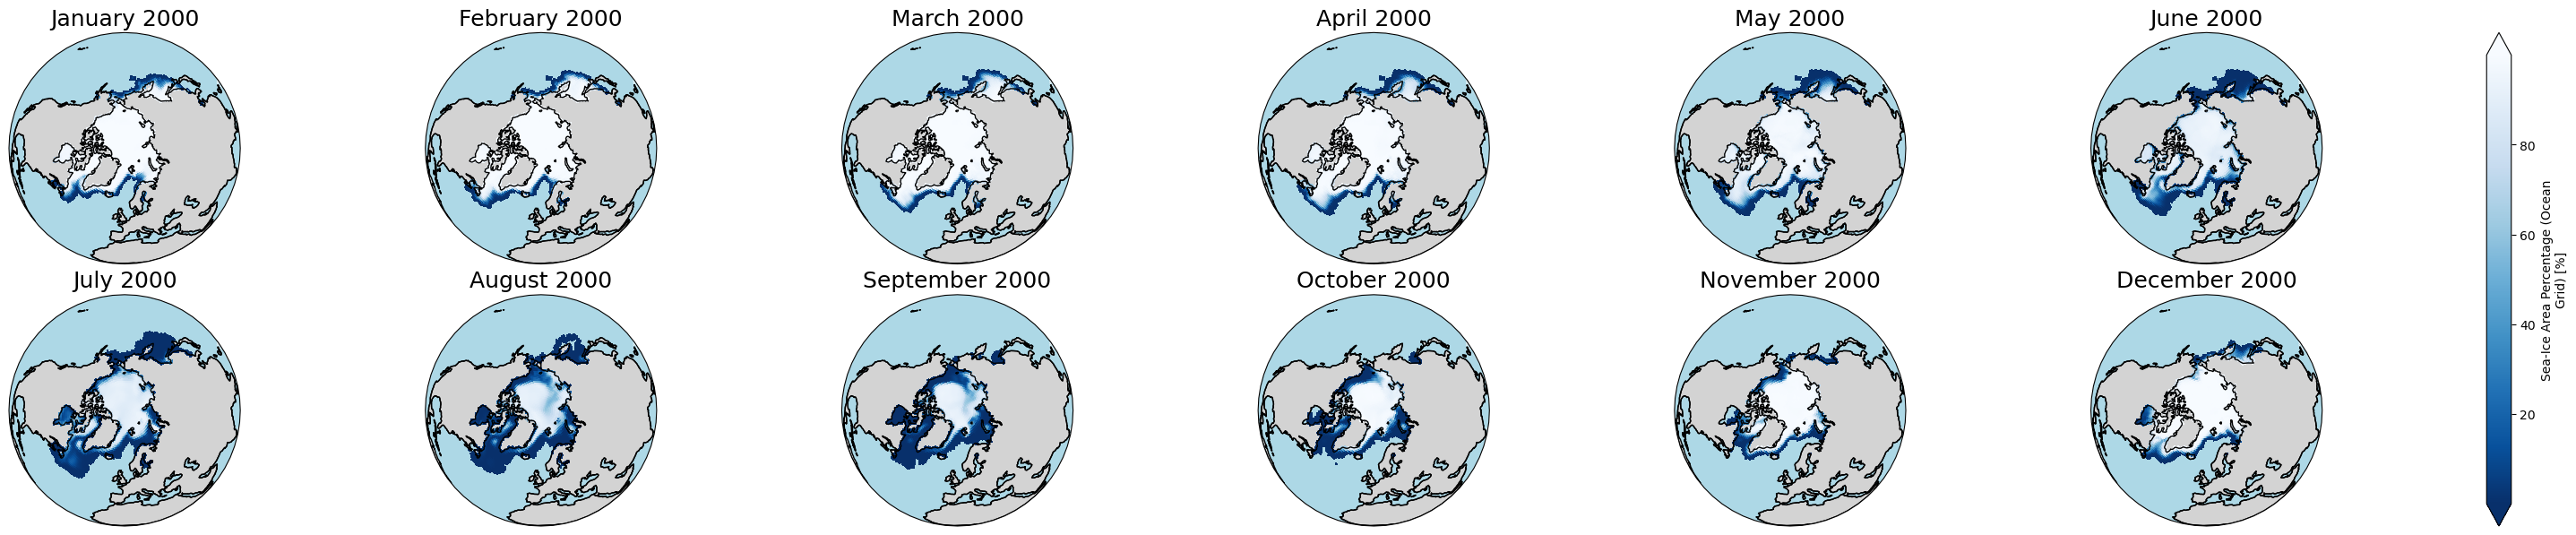 January 2000
February 2000
March 2000
April 2000
May 2000
June 2000
July 2000
August 2000
September 2000
October 2000
November 2000
December 2000
80
60
40
20
Sea-Ice Area Percentage (Ocean
Grid) [%]